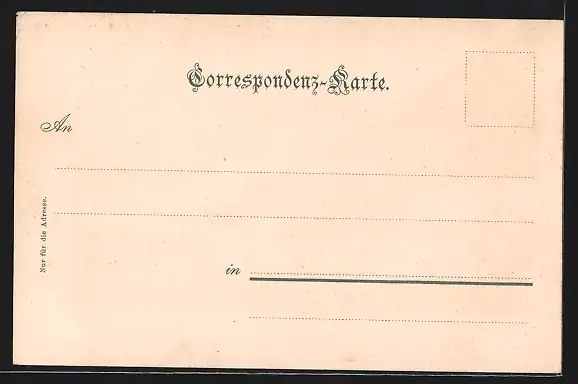 Correspondenz-Karte.
An
in
Nur für die Adresse.